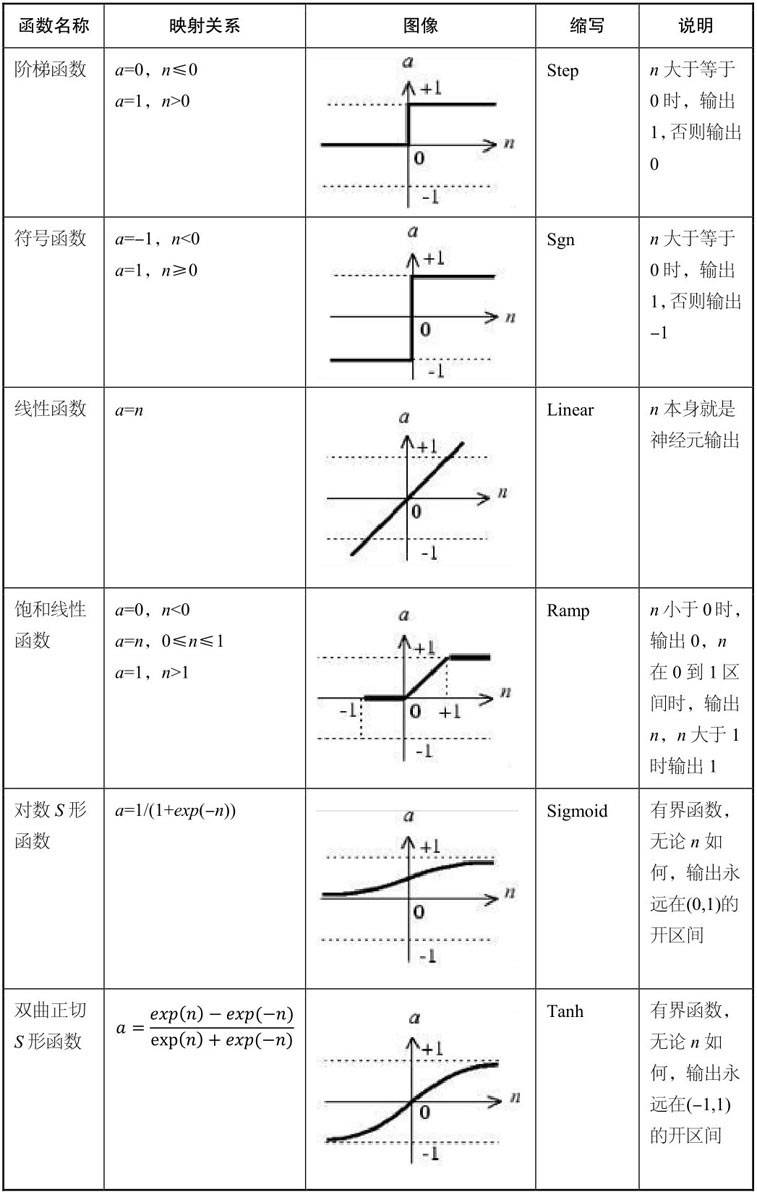 函数名称 映射关系 图像 缩写 说明
阶梯函数
a=0，n≤0
a=1，n>0
a
+1
n
0
-1
Step
n 大于等于
0 时，输出
1，否则输出
0
符号函数
a=–1，n<0
a=1，n≥0
a
+1
n
0
-1
Sgn
n 大于等于
0 时，输出
1，否则输出
–1
线性函数
a=n
a
+1
n
0
-1
Linear
n 本身就是
神经元输出
饱和线性
函数
a=0，n<0
a=n，0≤n≤1
a=1，n>1
a
+1
n
-1 0 +1
-1
Ramp
n 小于 0 时，
输出 0，n
在 0 到 1 区
间时，输出
n，n 大于 1
时输出 1
对数 S 形
函数
a=1/(1+exp(–n))
a
+1
n
0
-1
Sigmoid
有界函数，
无论 n 如
何，输出永
远在(0,1)的
开区间
双曲正切
S 形函数
a = (exp(n) − exp(−n)) / (exp(n) + exp(−n))
a
+1
n
0
-1
Tanh
有界函数，
无论 n 如
何，输出永
远在(–1,1)
的开区间